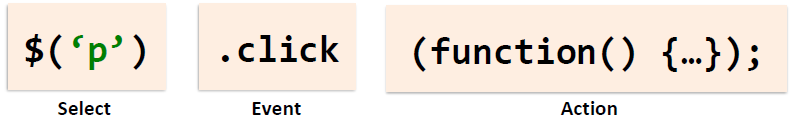 $(‘p’) .click (function() {…});
Select Event Action